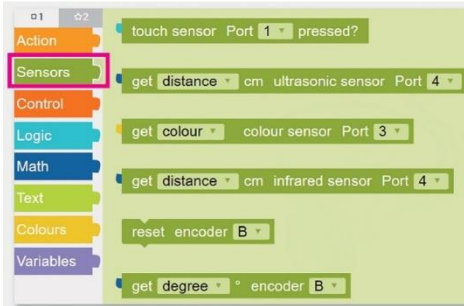 1 2
Action
Sensors
Control
Logic
Math
Text
Colours
Variables
touch sensor Port 1 pressed?
get distance cm ultrasonic sensor Port 4
get colour colour sensor Port 3
get distance cm infrared sensor Port 4
reset encoder B
get degree ° encoder B